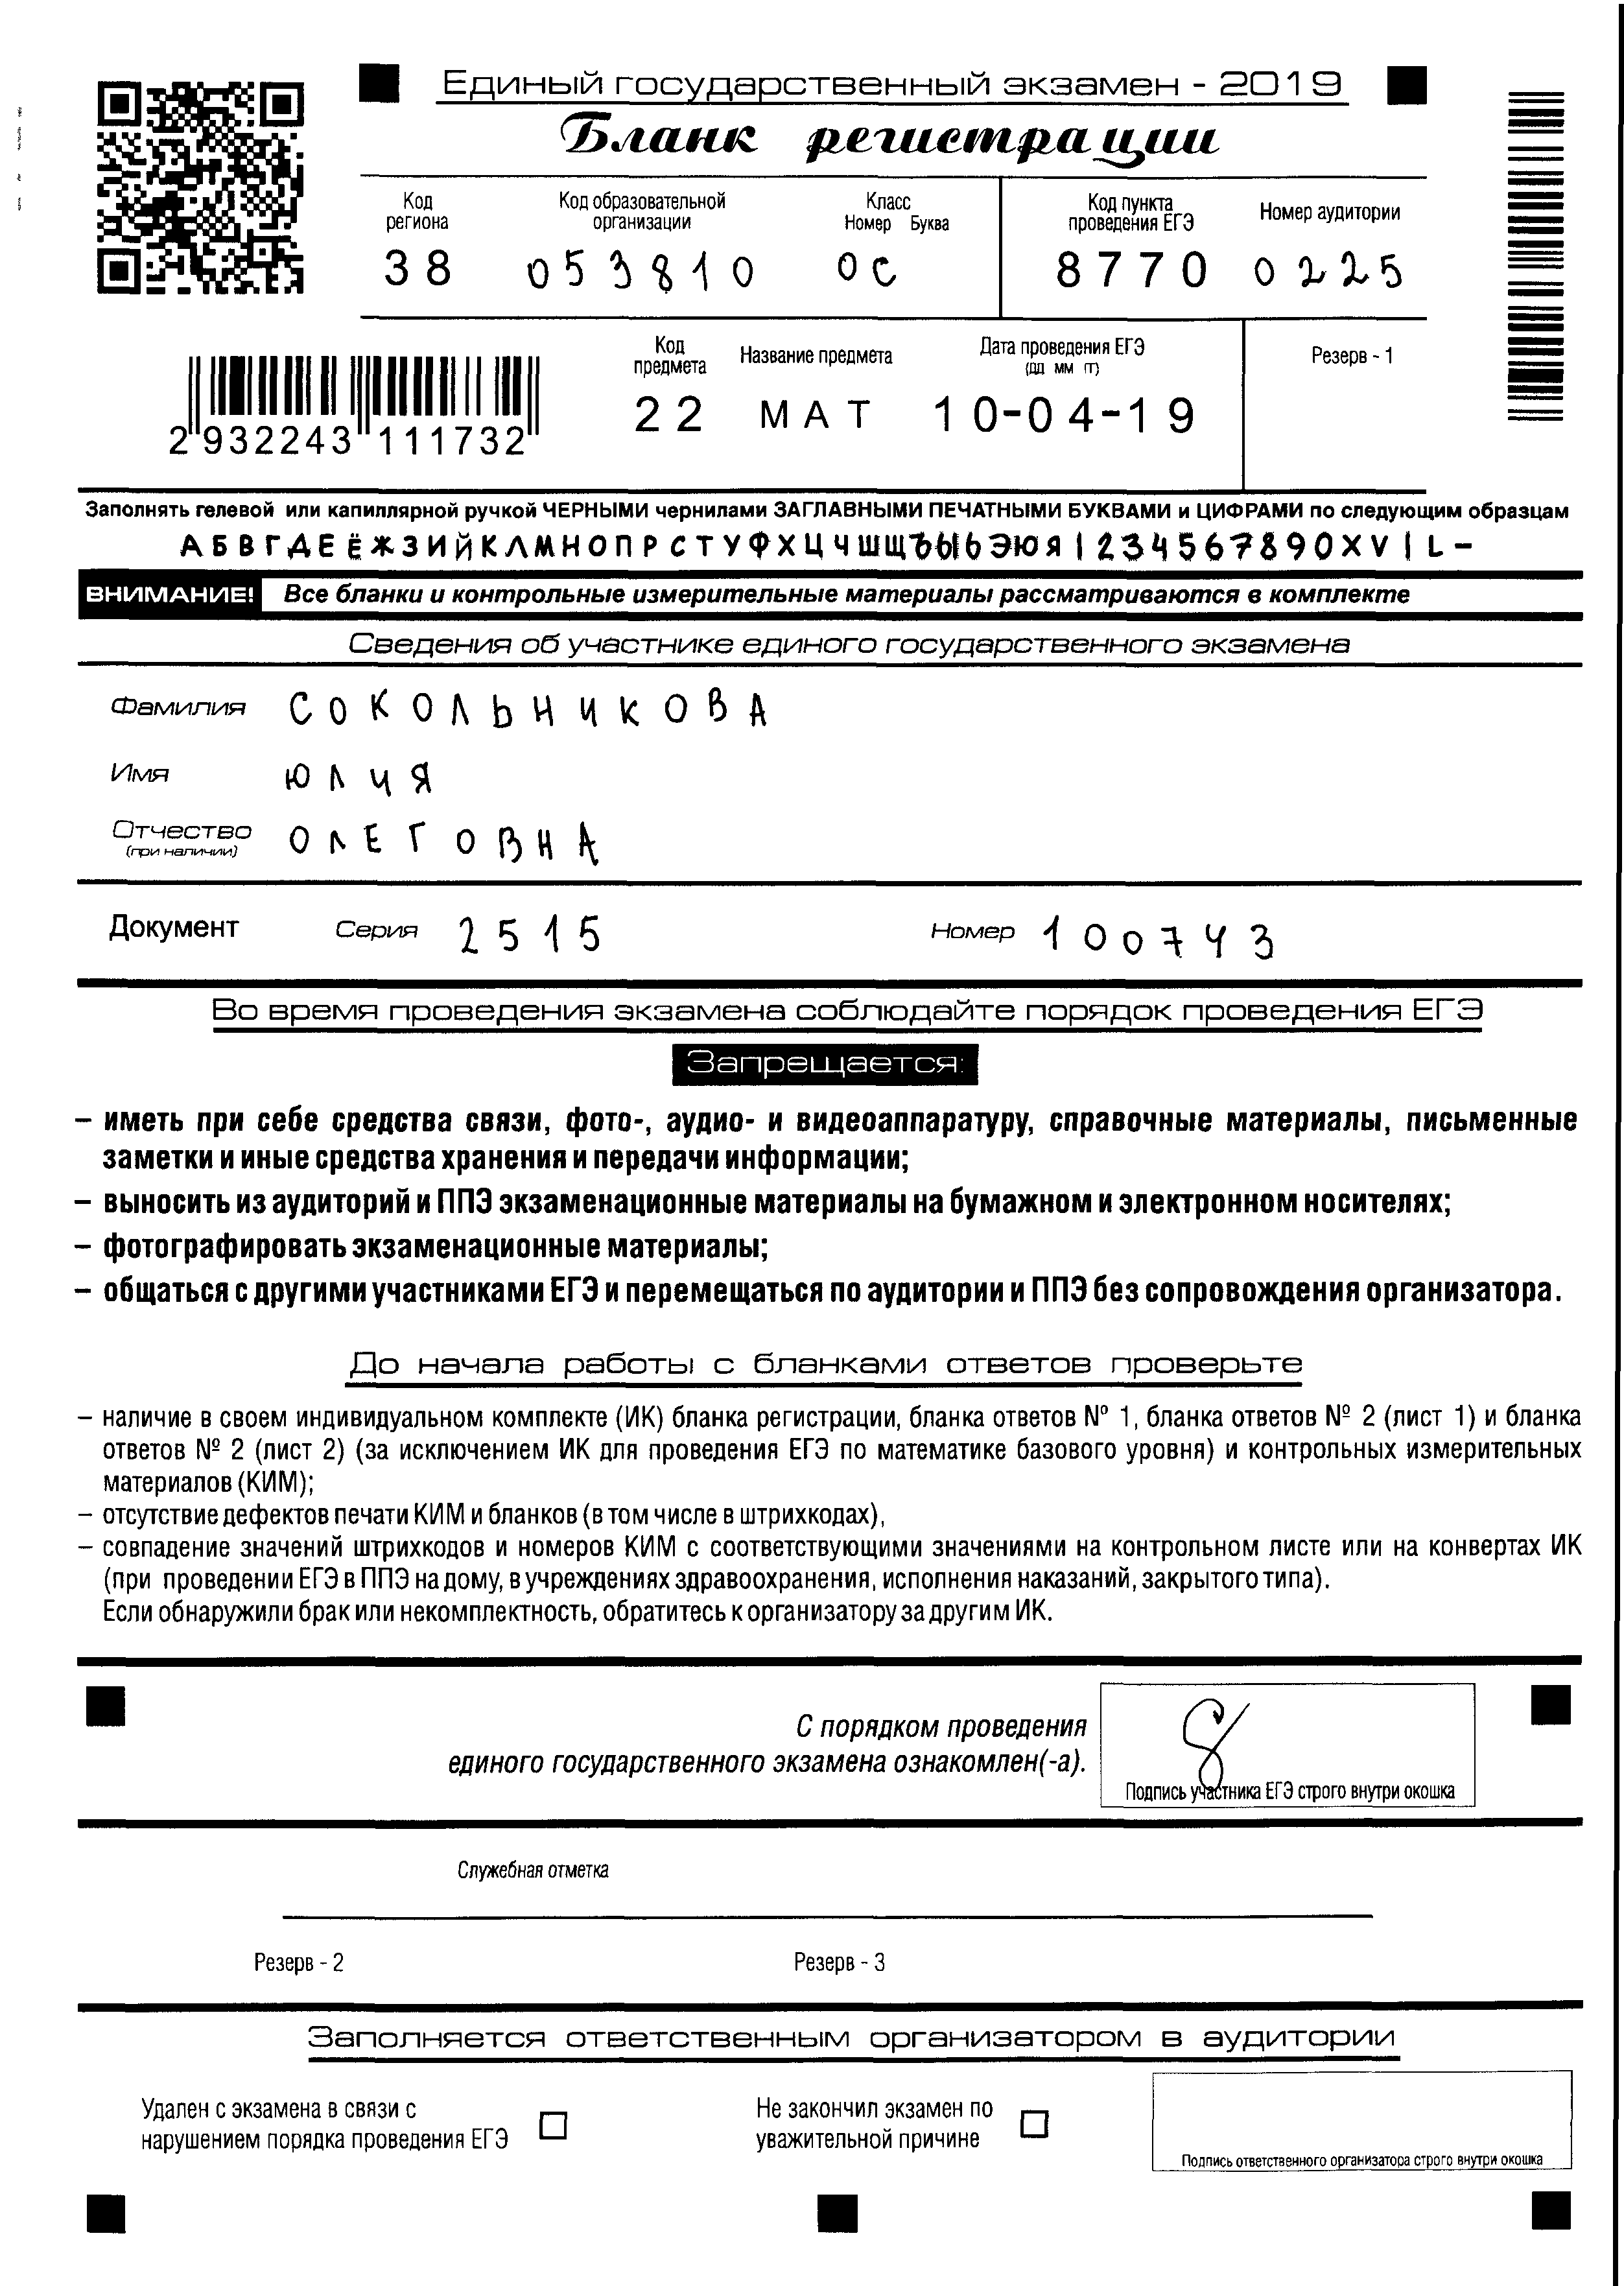 Единый государственный экзамен - 2019
Бланк регистрации
Код региона
Код образовательной организации
Класс
Номер Буква
Код пункта проведения ЕГЭ
Номер аудитории
38 053810 0С 8770 0225
Код предмета
Название предмета
Дата проведения ЕГЭ
(ДД ММ ГГ)
Резерв - 1
22 МАТ 10-04-19
2 932243 111732
Заполнять гелевой или капиллярной ручкой ЧЕРНЫМИ чернилами ЗАГЛАВНЫМИ ПЕЧАТНЫМИ БУКВАМИ и ЦИФРАМИ по следующим образцам
АБВГДЕЁЖЗИЙКЛМНОПРСТУФХЦЧШЩЪЫЬЭЮЯ1234567890XVIL-
ВНИМАНИЕ! Все бланки и контрольные измерительные материалы рассматриваются в комплекте
Сведения об участнике единого государственного экзамена
Фамилия СОКОЛЬНИКОВА
Имя ЮЛИЯ
Отчество ОЛЕГОВНА
(при наличии)
Документ Серия 2515 Номер 100743
Во время проведения экзамена соблюдайте порядок проведения ЕГЭ
Запрещается:
– иметь при себе средства связи, фото-, аудио- и видеоаппаратуру, справочные материалы, письменные
заметки и иные средства хранения и передачи информации;
– выносить из аудиторий и ППЭ экзаменационные материалы на бумажном и электронном носителях;
– фотографировать экзаменационные материалы;
– общаться с другими участниками ЕГЭ и перемещаться по аудитории и ППЭ без сопровождения организатора.
До начала работы с бланками ответов проверьте
– наличие в своем индивидуальном комплекте (ИК) бланка регистрации, бланка ответов № 1, бланка ответов № 2 (лист 1) и бланка
ответов № 2 (лист 2) (за исключением ИК для проведения ЕГЭ по математике базового уровня) и контрольных измерительных
материалов (КИМ);
– отсутствие дефектов печати КИМ и бланков (в том числе в штрихкодах),
– совпадение значений штрихкодов и номеров КИМ с соответствующими значениями на контрольном листе или на конвертах ИК
(при проведении ЕГЭ в ППЭ на дому, в учреждениях здравоохранения, исполнения наказаний, закрытого типа).
Если обнаружили брак или некомплектность, обратитесь к организатору за другим ИК.
С порядком проведения
единого государственного экзамена ознакомлен(-а).
Подпись участника ЕГЭ строго внутри окошка
Служебная отметка
Резерв - 2 Резерв - 3
Заполняется ответственным организатором в аудитории
Удален с экзамена в связи с
нарушением порядка проведения ЕГЭ
Не закончил экзамен по
уважительной причине
Подпись ответственного организатора строго внутри окошка